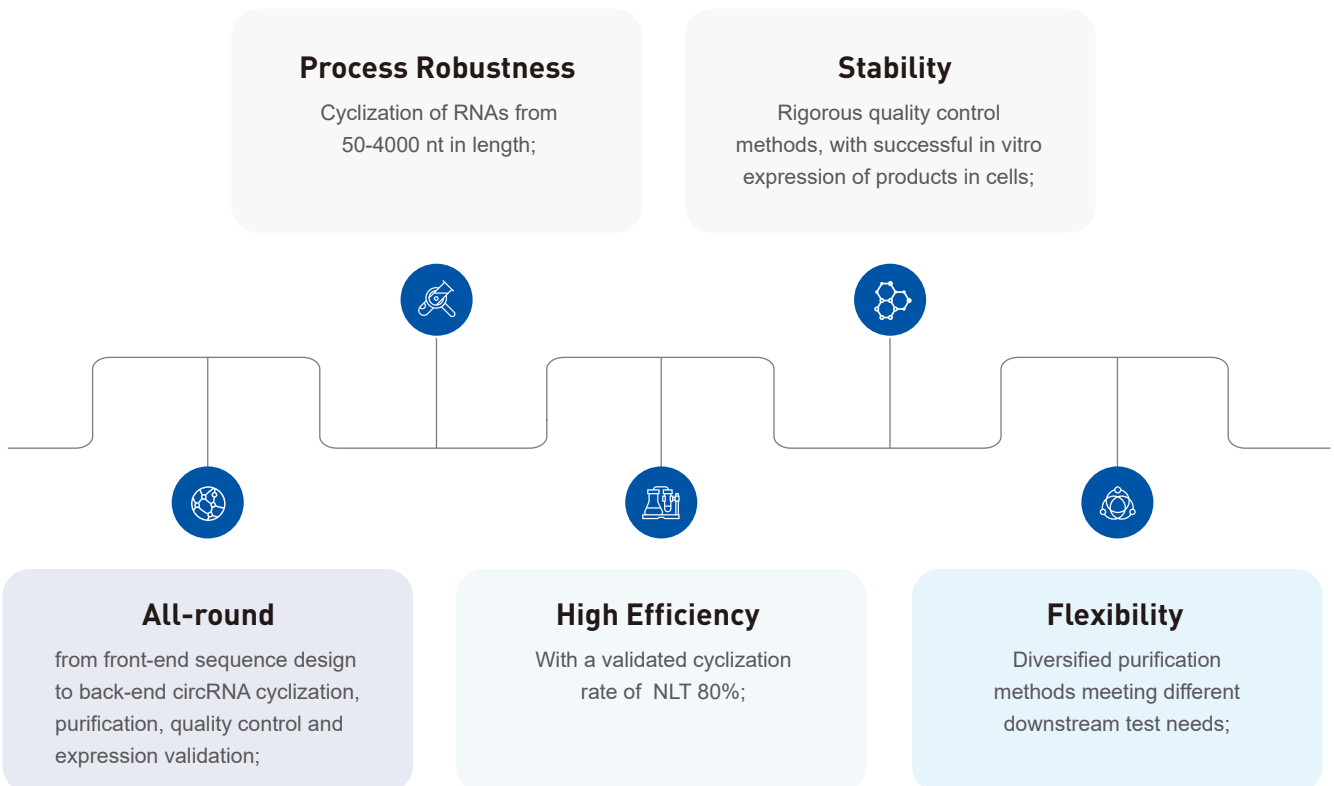 Process Robustness
Cyclization of RNAs from
50-4000 nt in length;
Stability
Rigorous quality control
methods, with successful in vitro
expression of products in cells;
All-round
from front-end sequence design
to back-end circRNA cyclization,
purification, quality control and
expression validation;
High Efficiency
With a validated cyclization
rate of NLT 80%;
Flexibility
Diversified purification
methods meeting different
downstream test needs;